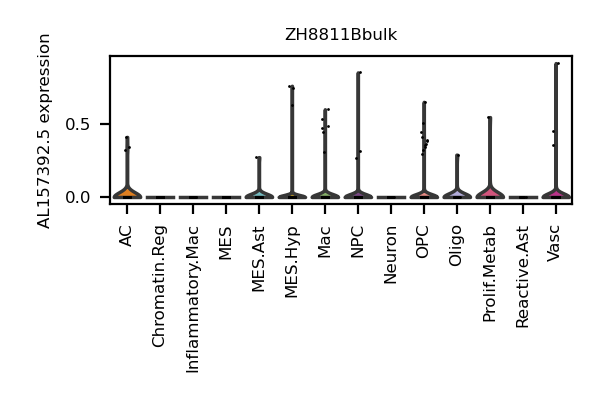 ZH8811Bbulk
AL157392.5 expression
0.5
0.0
AC
Chromatin.Reg
Inflammatory.Mac
MES
MES.Ast
MES.Hyp
Mac
NPC
Neuron
OPC
Oligo
Prolif.Metab
Reactive.Ast
Vasc